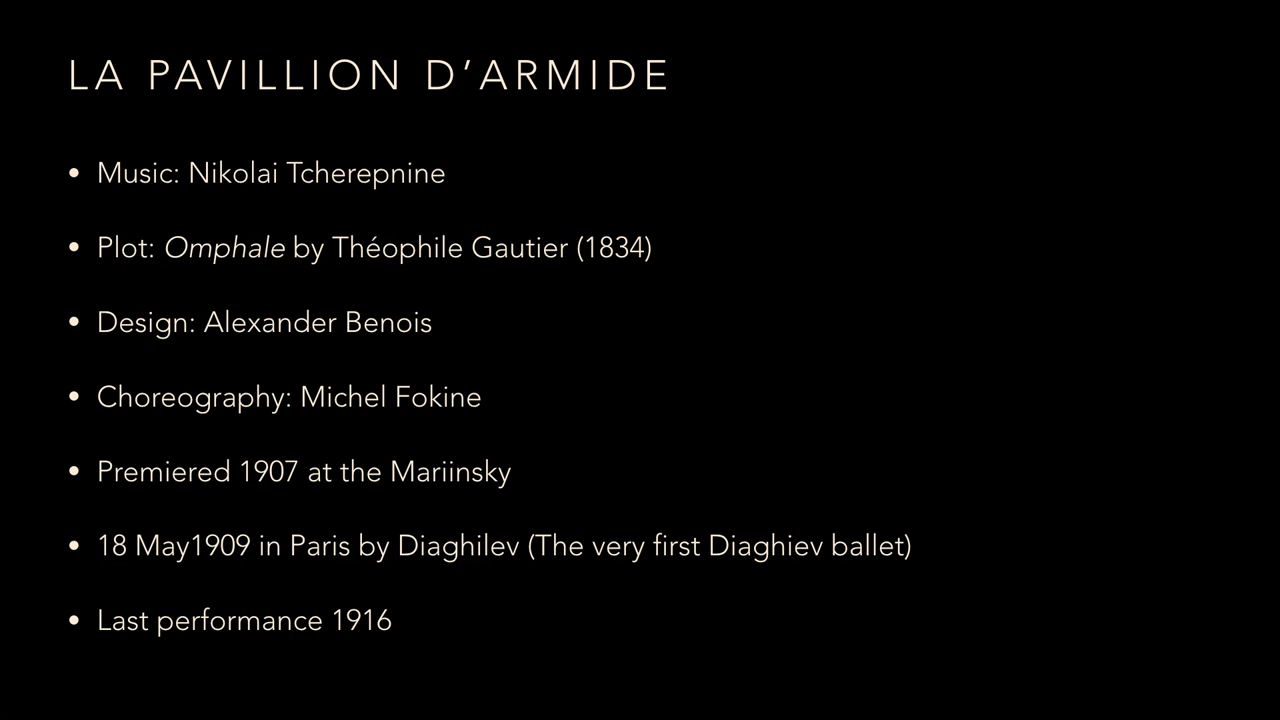 LA PAVILLION D’ARMIDE
• Music: Nikolai Tcherepnine
• Plot: Omphale by Théophile Gautier (1834)
• Design: Alexander Benois
• Choreography: Michel Fokine
• Premiered 1907 at the Mariinsky
• 18 May1909 in Paris by Diaghilev (The very first Diaghiev ballet)
• Last performance 1916